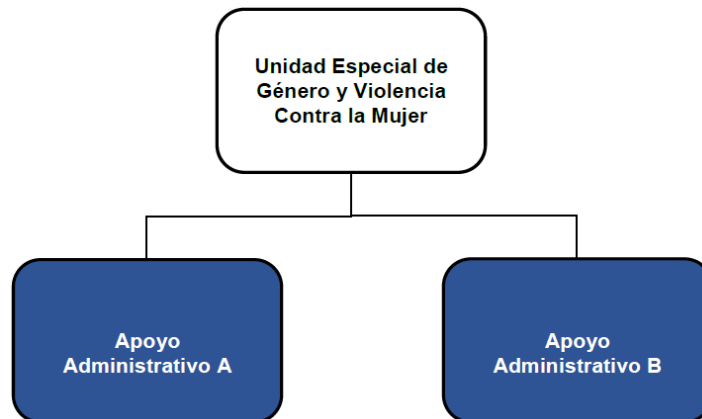 Unidad Especial de
Género y Violencia
Contra la Mujer
Apoyo
Administrativo A
Apoyo
Administrativo B